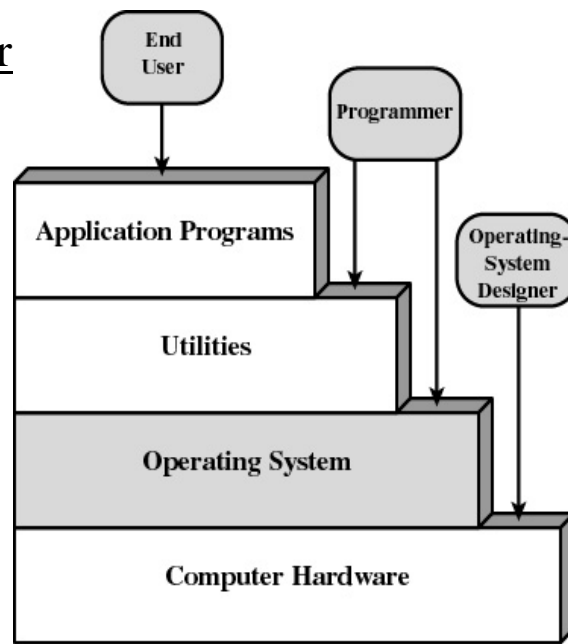 r
End
User
Programmer
Operating-
System
Designer
Application Programs
Utilities
Operating System
Computer Hardware